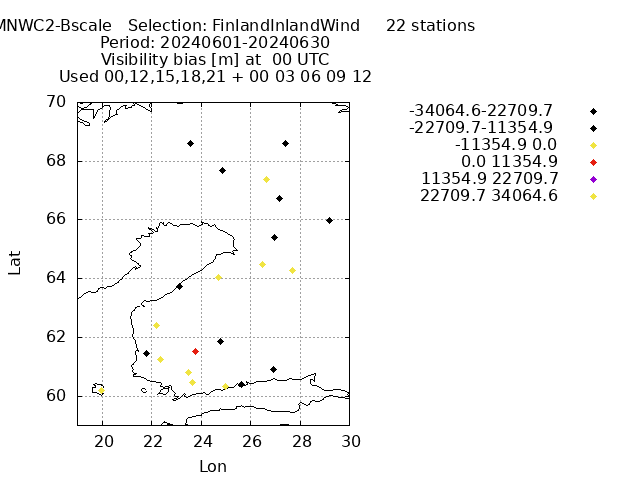 MNWC2-Bscale Selection: FinlandInlandWind 22 stations
Period: 20240601-20240630
Visibility bias [m] at 00 UTC
Used 00,12,15,18,21 + 00 03 06 09 12
-34064.6-22709.7
-22709.7-11354.9
-11354.9 0.0
0.0 11354.9
11354.9 22709.7
22709.7 34064.6
70
68
66
64
62
60
Lat
20 22 24 26 28 30
Lon